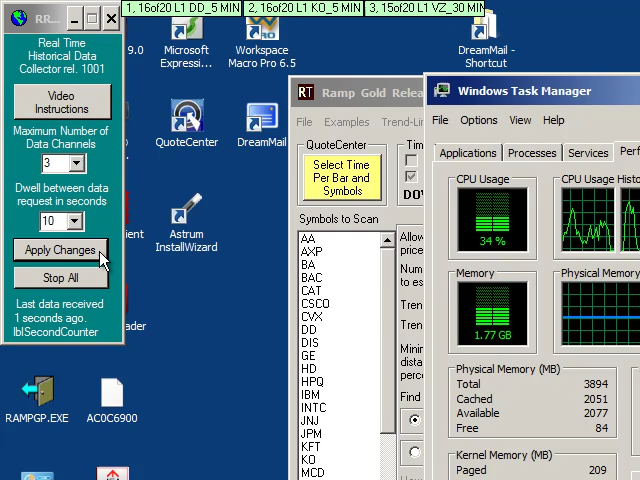 RR...
1, 16of20 L1 DD_5 MIN
2, 16of20 L1 KO_5 MIN
3, 15of20 L1 VZ_30 MIN
Real Time
Historical Data
Collector rel. 1001
Video
Instructions
Maximum Number of
Data Channels
3
Dwell between data
request in seconds
10
Apply Changes
Stop All
Last data received
1 seconds ago.
lblSecondCounter
9.0
Microsoft
Expressi...
Workspace
Macro Pro 6.5
DreamMail -
Shortcut
QuoteCenter
DreamMail
Astrum
InstallWizard
RAMPGP.EXE
AC0C6900
RT
Ramp Gold Relea
File
Examples
Trend-Lin
QuoteCenter
Select Time
Per Bar and
Symbols
Symbols to Scan
AA
AXP
BA
BAC
CAT
CSCO
CVX
DD
DIS
GE
HD
HPQ
IBM
INTC
JNJ
JPM
KFT
KO
MCD
Windows Task Manager
File
Options
View
Help
Applications
Processes
Services
Perf
CPU Usage
CPU Usage Histo
34 %
Memory
Physical Memory
1.77 GB
Physical Memory (MB)
Total 3894
Cached 2051
Available 2077
Free 84
Kernel Memory (MB)
Paged 209